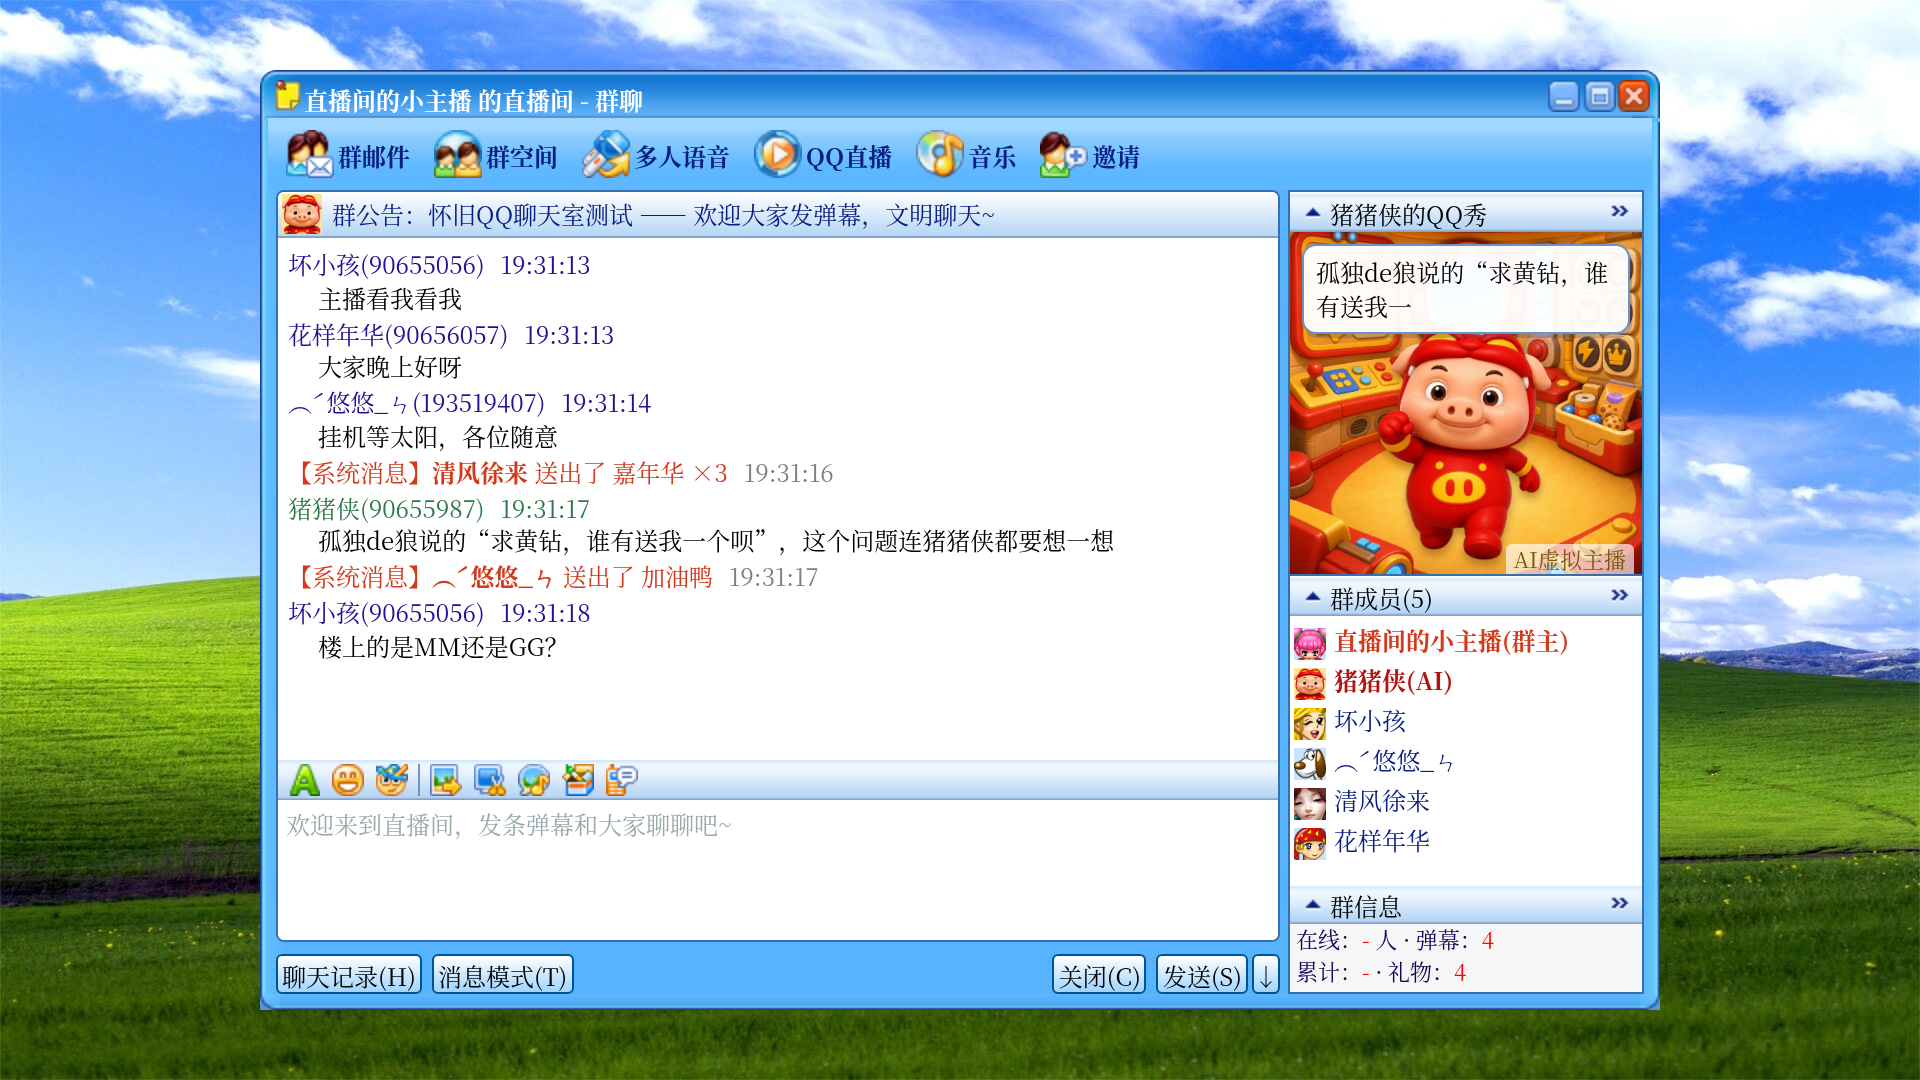 直播间的小主播 的直播间 - 群聊
群邮件 群空间 多人语音 QQ直播 音乐 邀请
群公告：怀旧QQ聊天室测试 —— 欢迎大家发弹幕，文明聊天~
坏小孩(90655056) 19:31:13
主播看我看我
花样年华(90656057) 19:31:13
大家晚上好呀
︵ˊ悠悠_ㄣ(193519407) 19:31:14
挂机等太阳，各位随意
【系统消息】清风徐来 送出了 嘉年华 ×3 19:31:16
猪猪侠(90655987) 19:31:17
孤独de狼说的“求黄钻，谁有送我一个呗”，这个问题连猪猪侠都要想一想
【系统消息】︵ˊ悠悠_ㄣ 送出了 加油鸭 19:31:17
坏小孩(90655056) 19:31:18
楼上的是MM还是GG？
欢迎来到直播间，发条弹幕和大家聊聊吧~
聊天记录(H) 消息模式(T) 关闭(C) 发送(S) ↓
猪猪侠的QQ秀
孤独de狼说的“求黄钻，谁
有送我一
AI虚拟主播
群成员(5)
直播间的小主播(群主)
猪猪侠(AI)
坏小孩
︵ˊ悠悠_ㄣ
清风徐来
花样年华
群信息
在线：- 人 · 弹幕：4
累计：- · 礼物：4